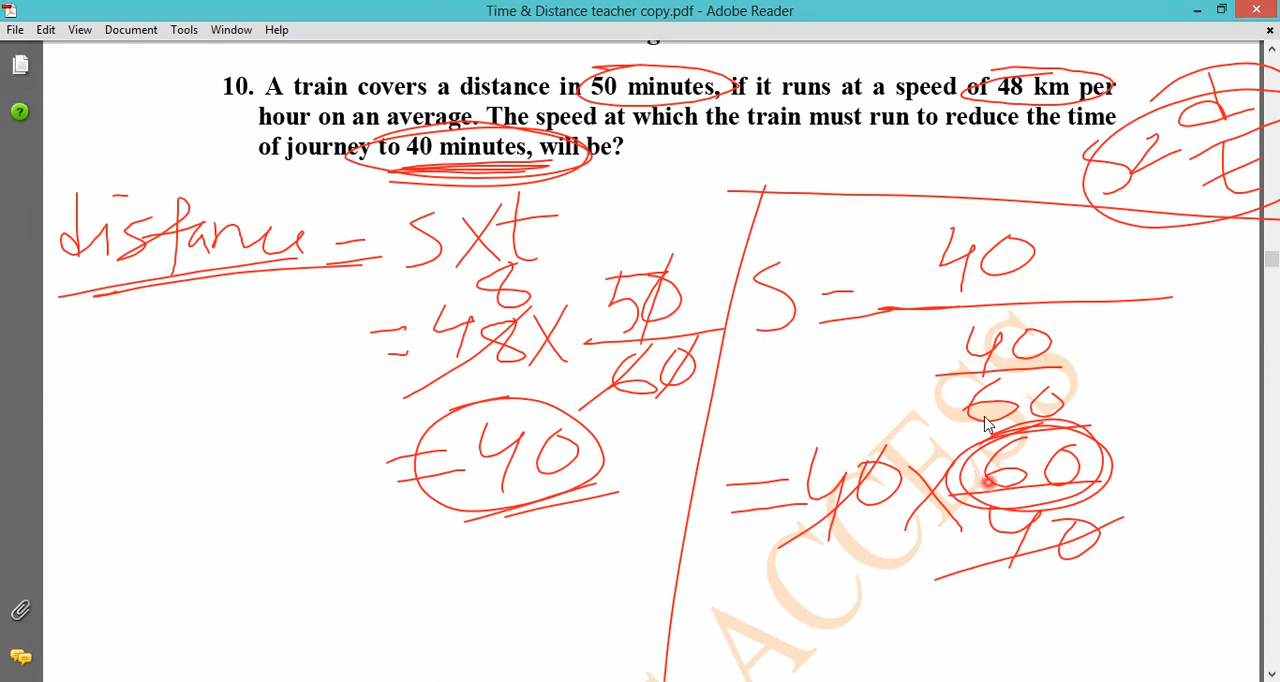 Time & Distance teacher copy.pdf - Adobe Reader
File Edit View Document Tools Window Help
10. A train covers a distance in 50 minutes, if it runs at a speed of 48 km per
hour on an average. The speed at which the train must run to reduce the time
of journey to 40 minutes, will be?
s = d
t
distance = s x t
8
= 48 x 50
60
= 40
S = 40
40
60
= 40 x 60
40
ACCESS